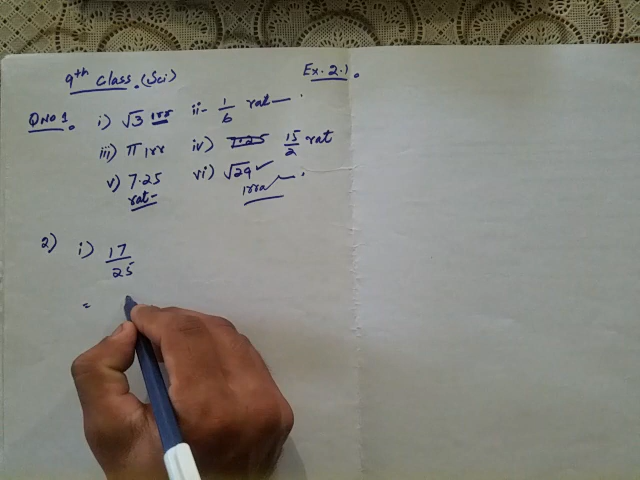 9th Class. (Sci) Ex. 2.1.
Q NO 1. i) √3 irr ii- 1/6 rat
iii) π irr iv) 15/2 rat
v) 7.25 vi) √29 ✓
rat- irra
2) i) 17/25
=